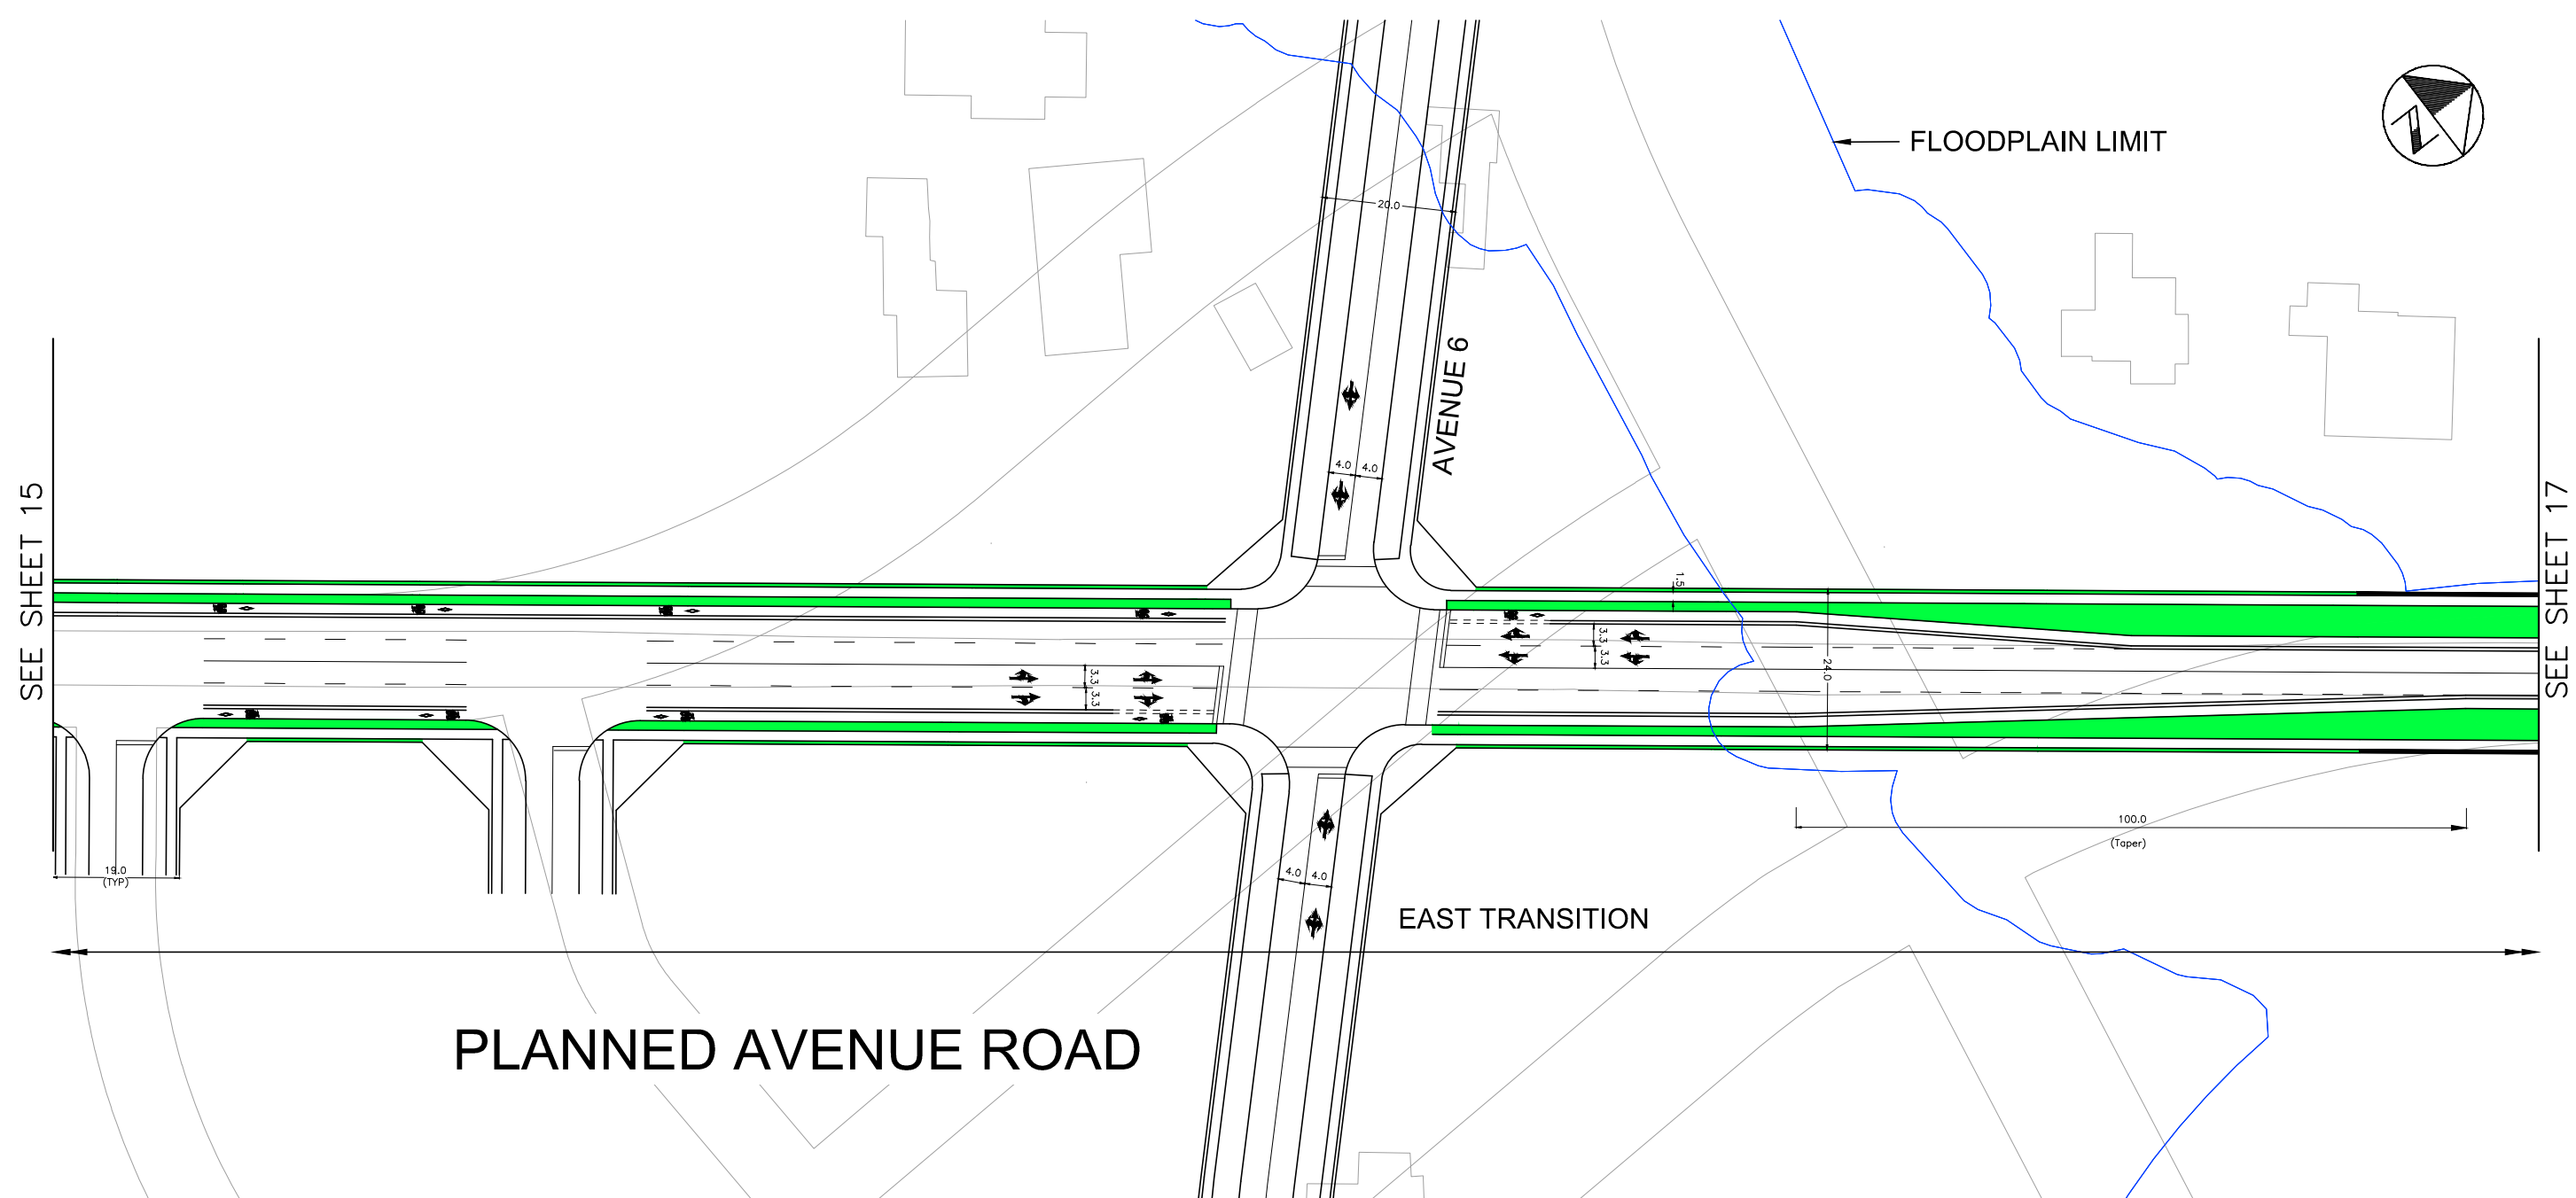 FLOODPLAIN LIMIT
20.0
AVENUE 6
4.0 4.0
SEE SHEET 15
SEE SHEET 17
1.5
3.3 3.3
3.3 3.3
24.0
100.0
(Taper)
19.0
(TYP)
4.0 4.0
EAST TRANSITION
PLANNED AVENUE ROAD